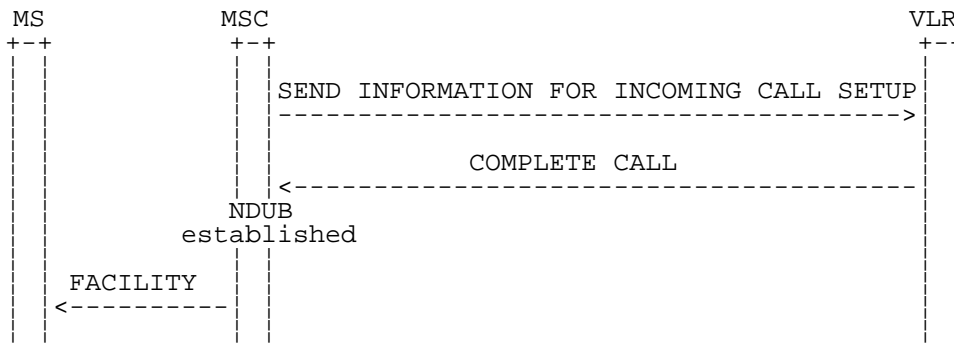 MS MSC VLR
SEND INFORMATION FOR INCOMING CALL SETUP
COMPLETE CALL
NDUB
established
FACILITY